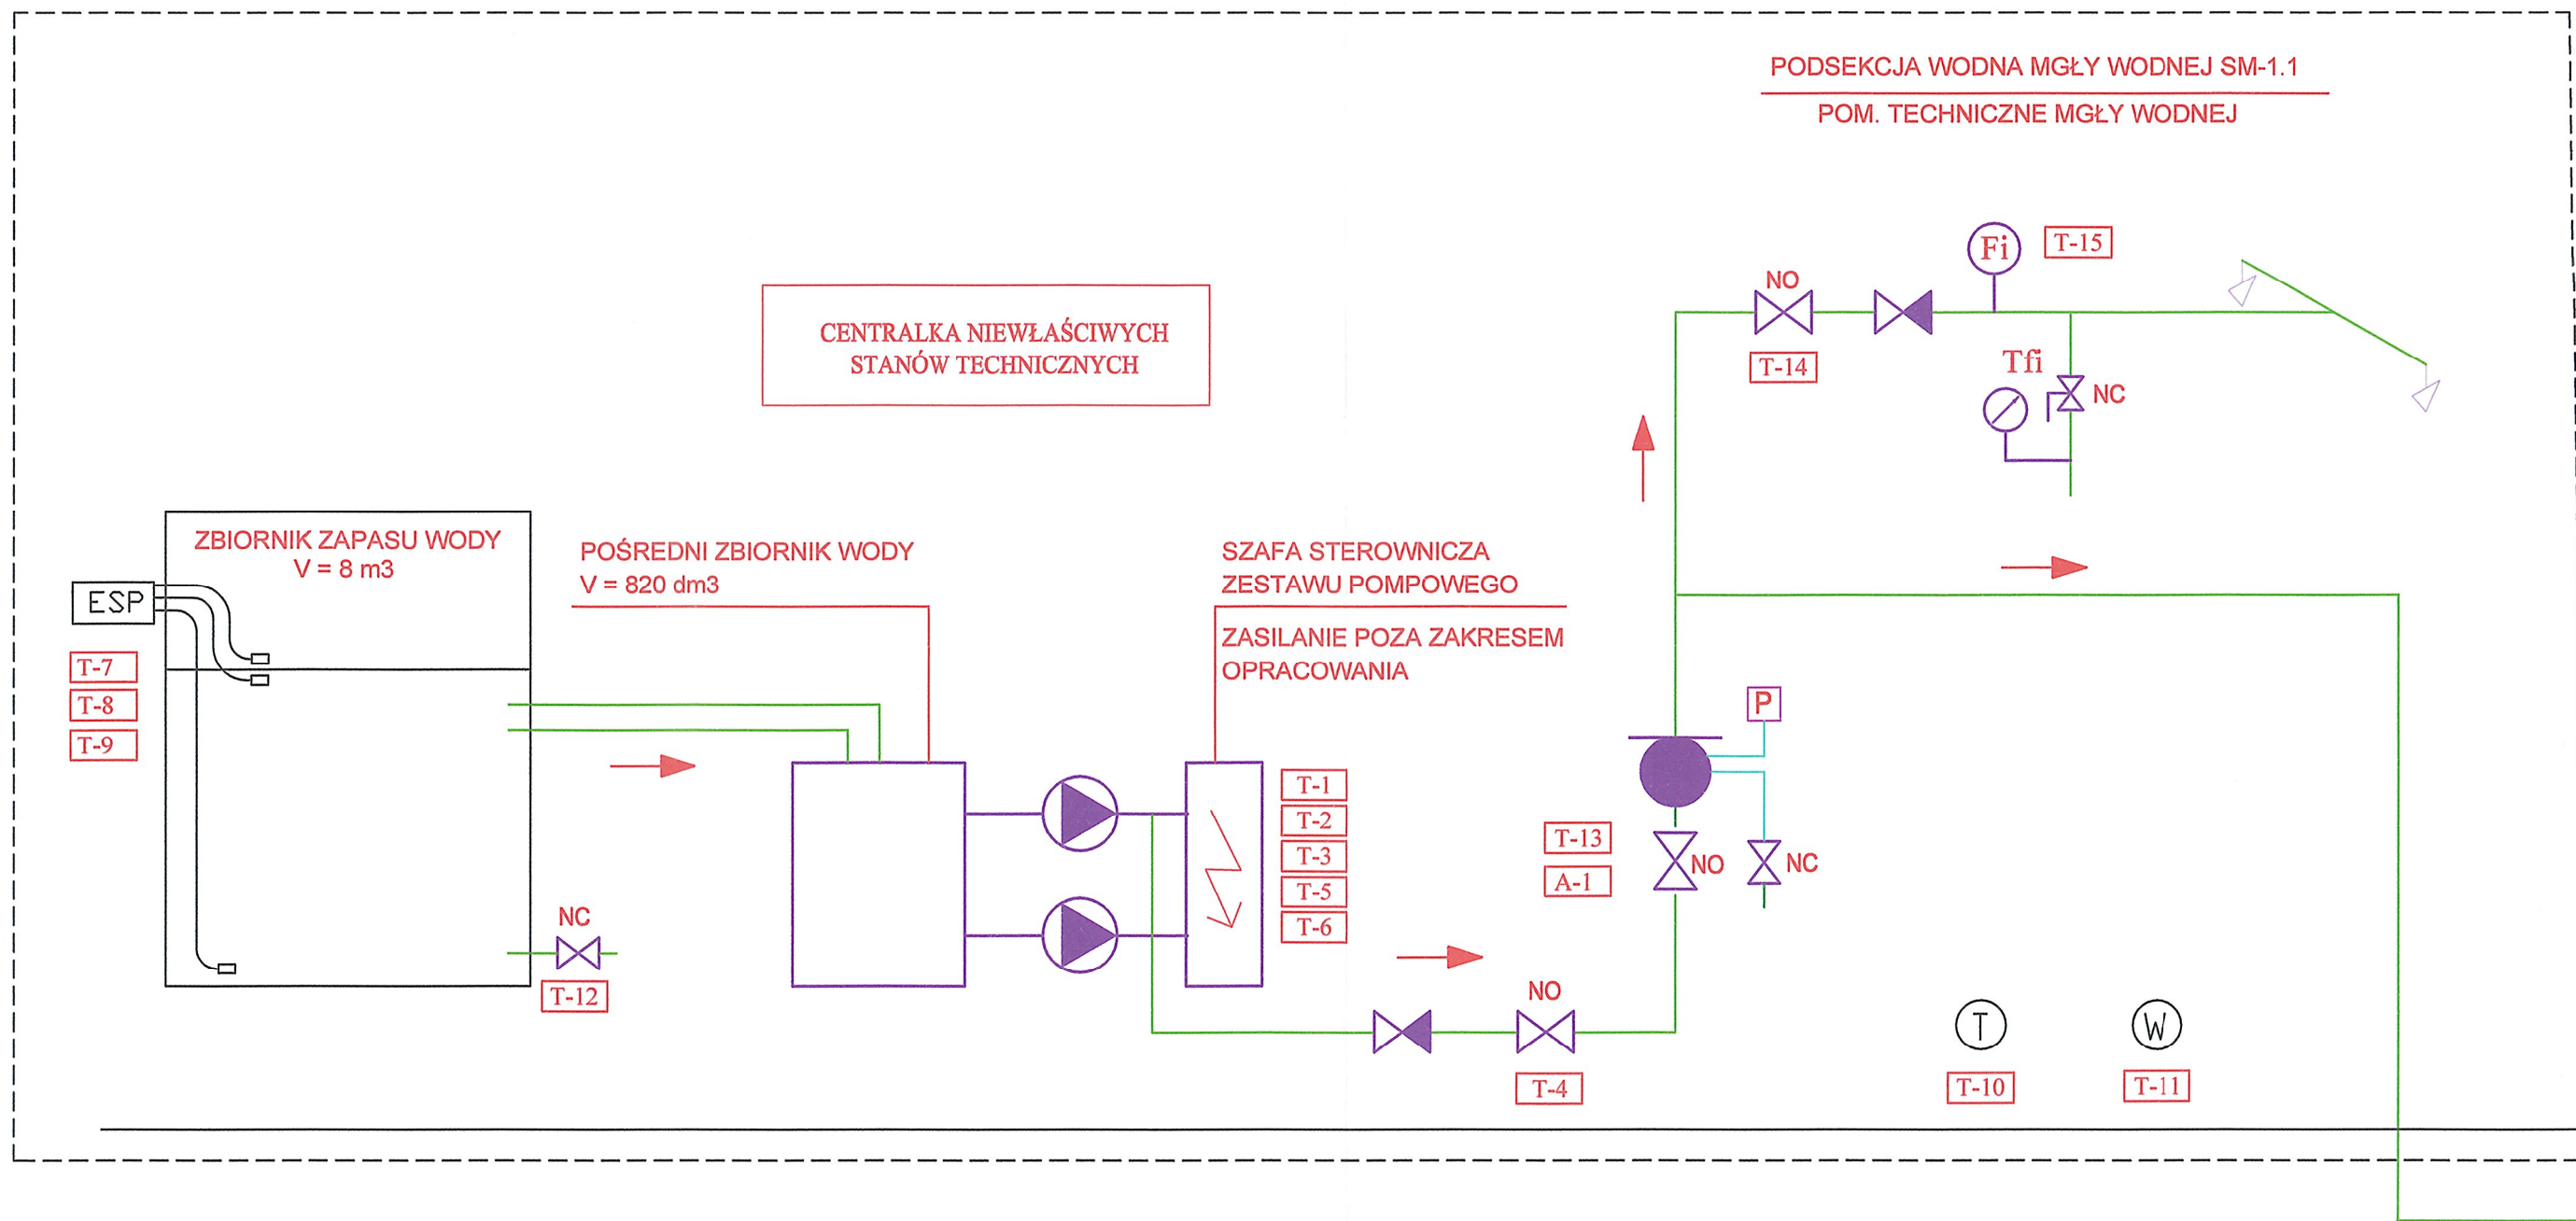 PODSEKCJA WODNA MGŁY WODNEJ SM-1.1
POM. TECHNICZNE MGŁY WODNEJ
Fi
T-15
NO
T-14
CENTRALKA NIEWŁAŚCIWYCH
STANÓW TECHNICZNYCH
Tfi
NC
ZBIORNIK ZAPASU WODY
V = 8 m3
POŚREDNI ZBIORNIK WODY
V = 820 dm3
SZAFA STEROWNICZA
ZESTAWU POMPOWEGO
ZASILANIE POZA ZAKRESEM
OPRACOWANIA
ESP
T-7
T-8
T-9
P
T-1
T-2
T-3
T-5
T-6
T-13
A-1
NO
NC
NC
T-12
NO
T-4
T
W
T-10
T-11